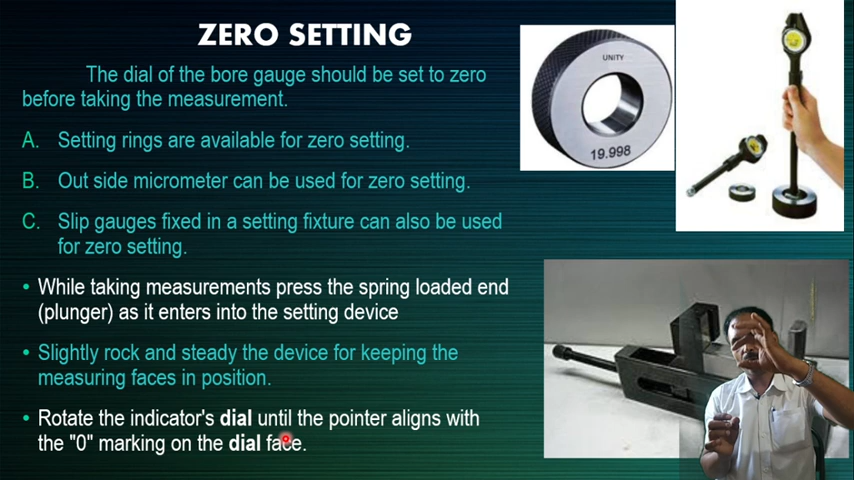 ZERO SETTING
The dial of the bore gauge should be set to zero
before taking the measurement.
A. Setting rings are available for zero setting.
B. Out side micrometer can be used for zero setting.
C. Slip gauges fixed in a setting fixture can also be used
for zero setting.
• While taking measurements press the spring loaded end
(plunger) as it enters into the setting device
• Slightly rock and steady the device for keeping the
measuring faces in position.
• Rotate the indicator's dial until the pointer aligns with
the "0" marking on the dial face.
UNITY
19.998